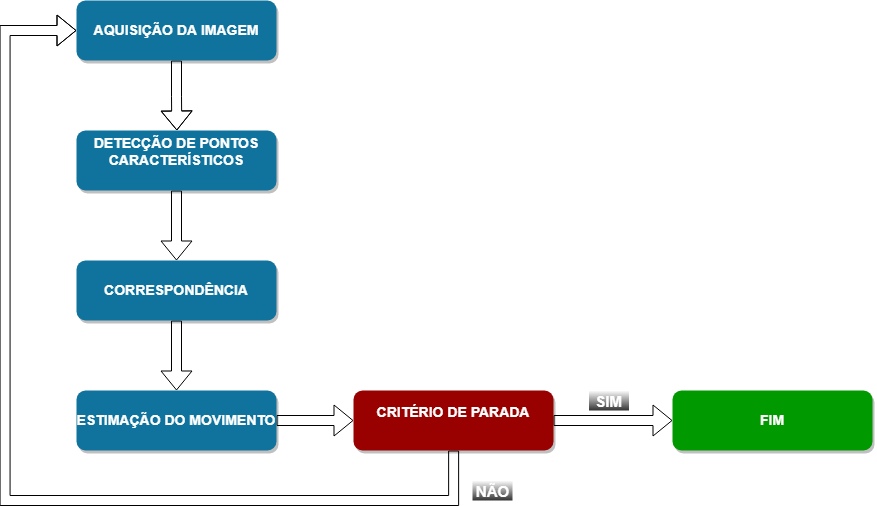 AQUISIÇÃO DA IMAGEM
DETECÇÃO DE PONTOS
CARACTERÍSTICOS
CORRESPONDÊNCIA
ESTIMAÇÃO DO MOVIMENTO
CRITÉRIO DE PARADA
SIM
FIM
NÃO